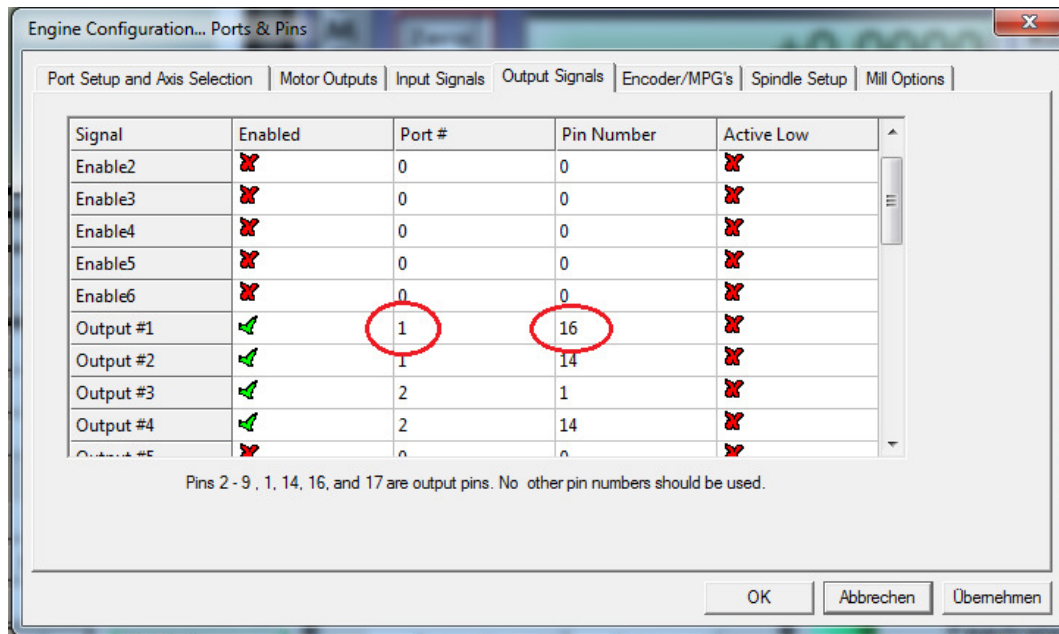 Engine Configuration... Ports & Pins
Port Setup and Axis Selection Motor Outputs Input Signals Output Signals Encoder/MPG's Spindle Setup Mill Options
Signal Enabled Port # Pin Number Active Low
Enable2 0 0
Enable3 0 0
Enable4 0 0
Enable5 0 0
Enable6 0 0
Output #1 1 16
Output #2 1 14
Output #3 2 1
Output #4 2 14
Output #5 0 0
Pins 2 - 9 , 1, 14, 16, and 17 are output pins. No other pin numbers should be used.
OK Abbrechen Übernehmen